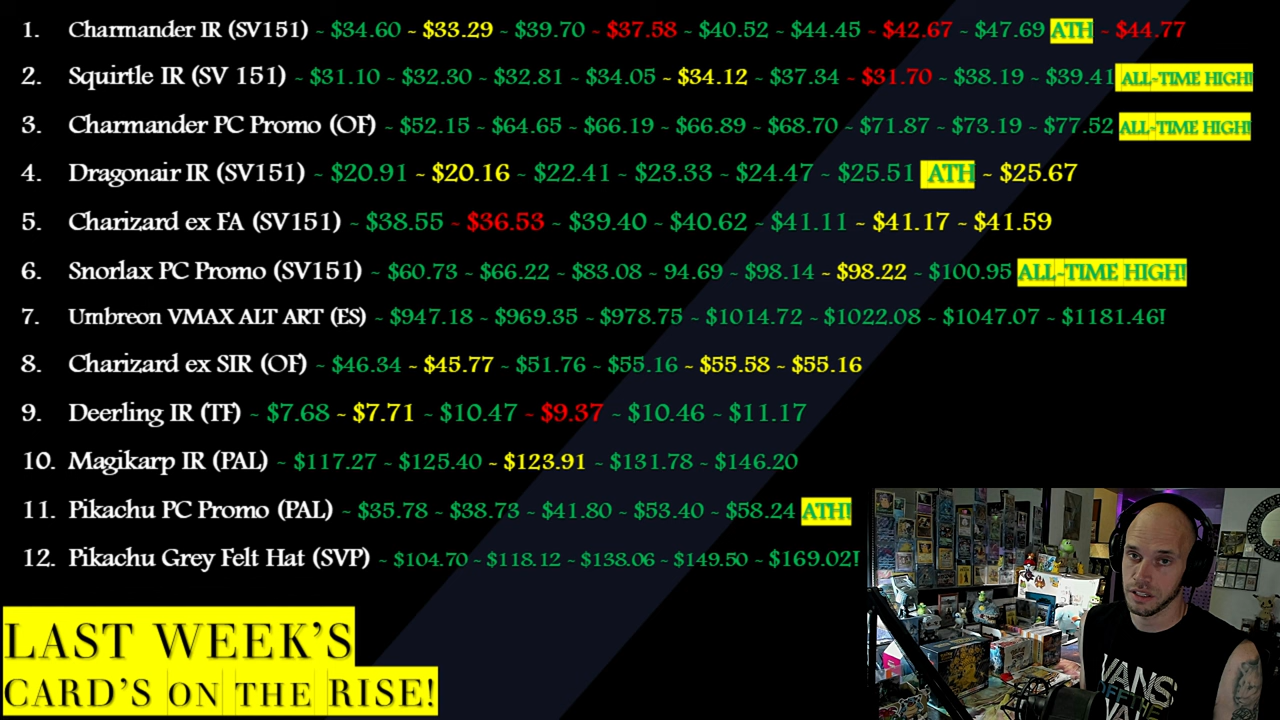 1. Charmander IR (SV151) ~ $34.60 ~ $33.29 ~ $39.70 ~ $37.58 ~ $40.52 ~ $44.45 ~ $42.67 ~ $47.69 ATH ~ $44.77
2. Squirtle IR (SV 151) ~ $31.10 ~ $32.30 ~ $32.81 ~ $34.05 ~ $34.12 ~ $37.34 ~ $31.70 ~ $38.19 ~ $39.41 ALL-TIME HIGH!
3. Charmander PC Promo (OF) ~ $52.15 ~ $64.65 ~ $66.19 ~ $66.89 ~ $68.70 ~ $71.87 ~ $73.19 ~ $77.52 ALL-TIME HIGH!
4. Dragonair IR (SV151) ~ $20.91 ~ $20.16 ~ $22.41 ~ $23.33 ~ $24.47 ~ $25.51 ATH ~ $25.67
5. Charizard ex FA (SV151) ~ $38.55 ~ $36.53 ~ $39.40 ~ $40.62 ~ $41.11 ~ $41.17 ~ $41.59
6. Snorlax PC Promo (SV151) ~ $60.73 ~ $66.22 ~ $83.08 ~ 94.69 ~ $98.14 ~ $98.22 ~ $100.95 ALL-TIME HIGH!
7. Umbreon VMAX ALT ART (ES) ~ $947.18 ~ $969.35 ~ $978.75 ~ $1014.72 ~ $1022.08 ~ $1047.07 ~ $1181.46!
8. Charizard ex SIR (OF) ~ $46.34 ~ $45.77 ~ $51.76 ~ $55.16 ~ $55.58 ~ $55.16
9. Deerling IR (TF) ~ $7.68 ~ $7.71 ~ $10.47 ~ $9.37 ~ $10.46 ~ $11.17
10. Magikarp IR (PAL) ~ $117.27 ~ $125.40 ~ $123.91 ~ $131.78 ~ $146.20
11. Pikachu PC Promo (PAL) ~ $35.78 ~ $38.73 ~ $41.80 ~ $53.40 ~ $58.24 ATH!
12. Pikachu Grey Felt Hat (SVP) ~ $104.70 ~ $118.12 ~ $138.06 ~ $149.50 ~ $169.02!
LAST WEEK'S
CARD'S ON THE RISE!
VANS
OFF THE